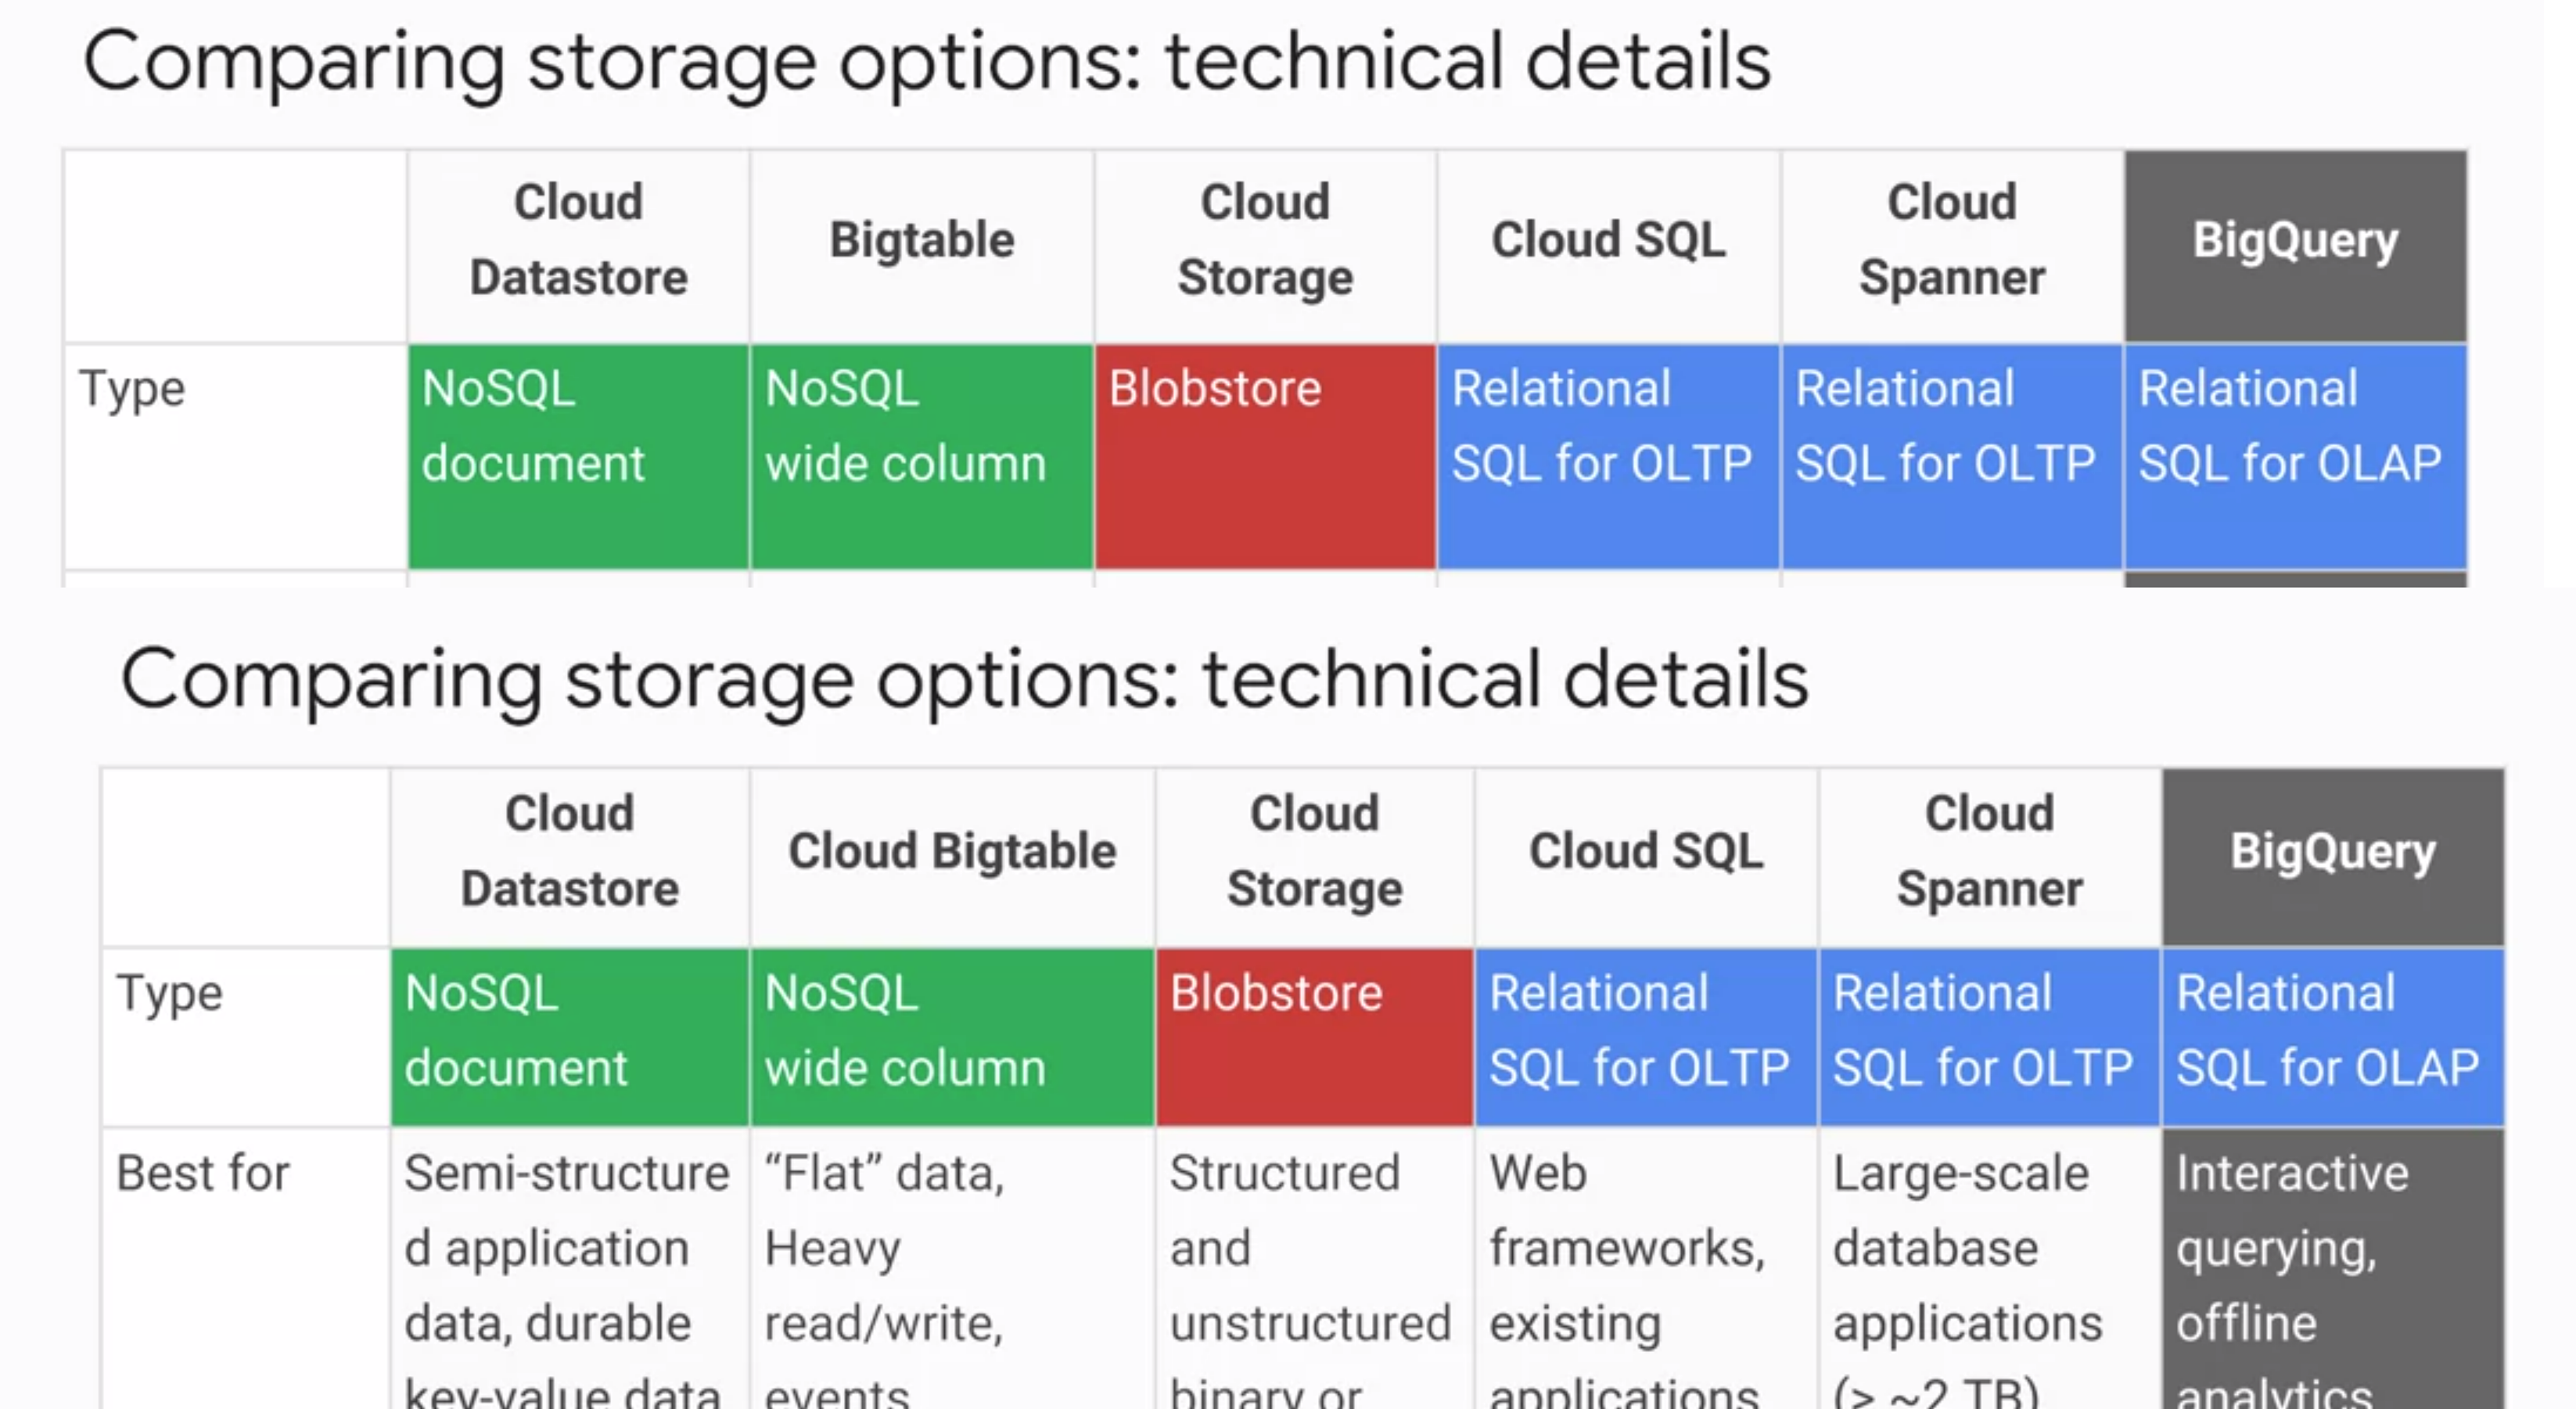 Comparing storage options: technical details
Cloud
Datastore
Bigtable
Cloud
Storage
Cloud SQL
Cloud
Spanner
BigQuery
Type
NoSQL
document
NoSQL
wide column
Blobstore
Relational
SQL for OLTP
Relational
SQL for OLTP
Relational
SQL for OLAP
Comparing storage options: technical details
Cloud
Datastore
Cloud Bigtable
Cloud
Storage
Cloud SQL
Cloud
Spanner
BigQuery
Type
NoSQL
document
NoSQL
wide column
Blobstore
Relational
SQL for OLTP
Relational
SQL for OLTP
Relational
SQL for OLAP
Best for
Semi-structure
d application
data, durable
key-value data
“Flat” data,
Heavy
read/write,
events
Structured
and
unstructured
binary or
Web
frameworks,
existing
applications
Large-scale
database
applications
(> ~2 TB)
Interactive
querying,
offline
analytics